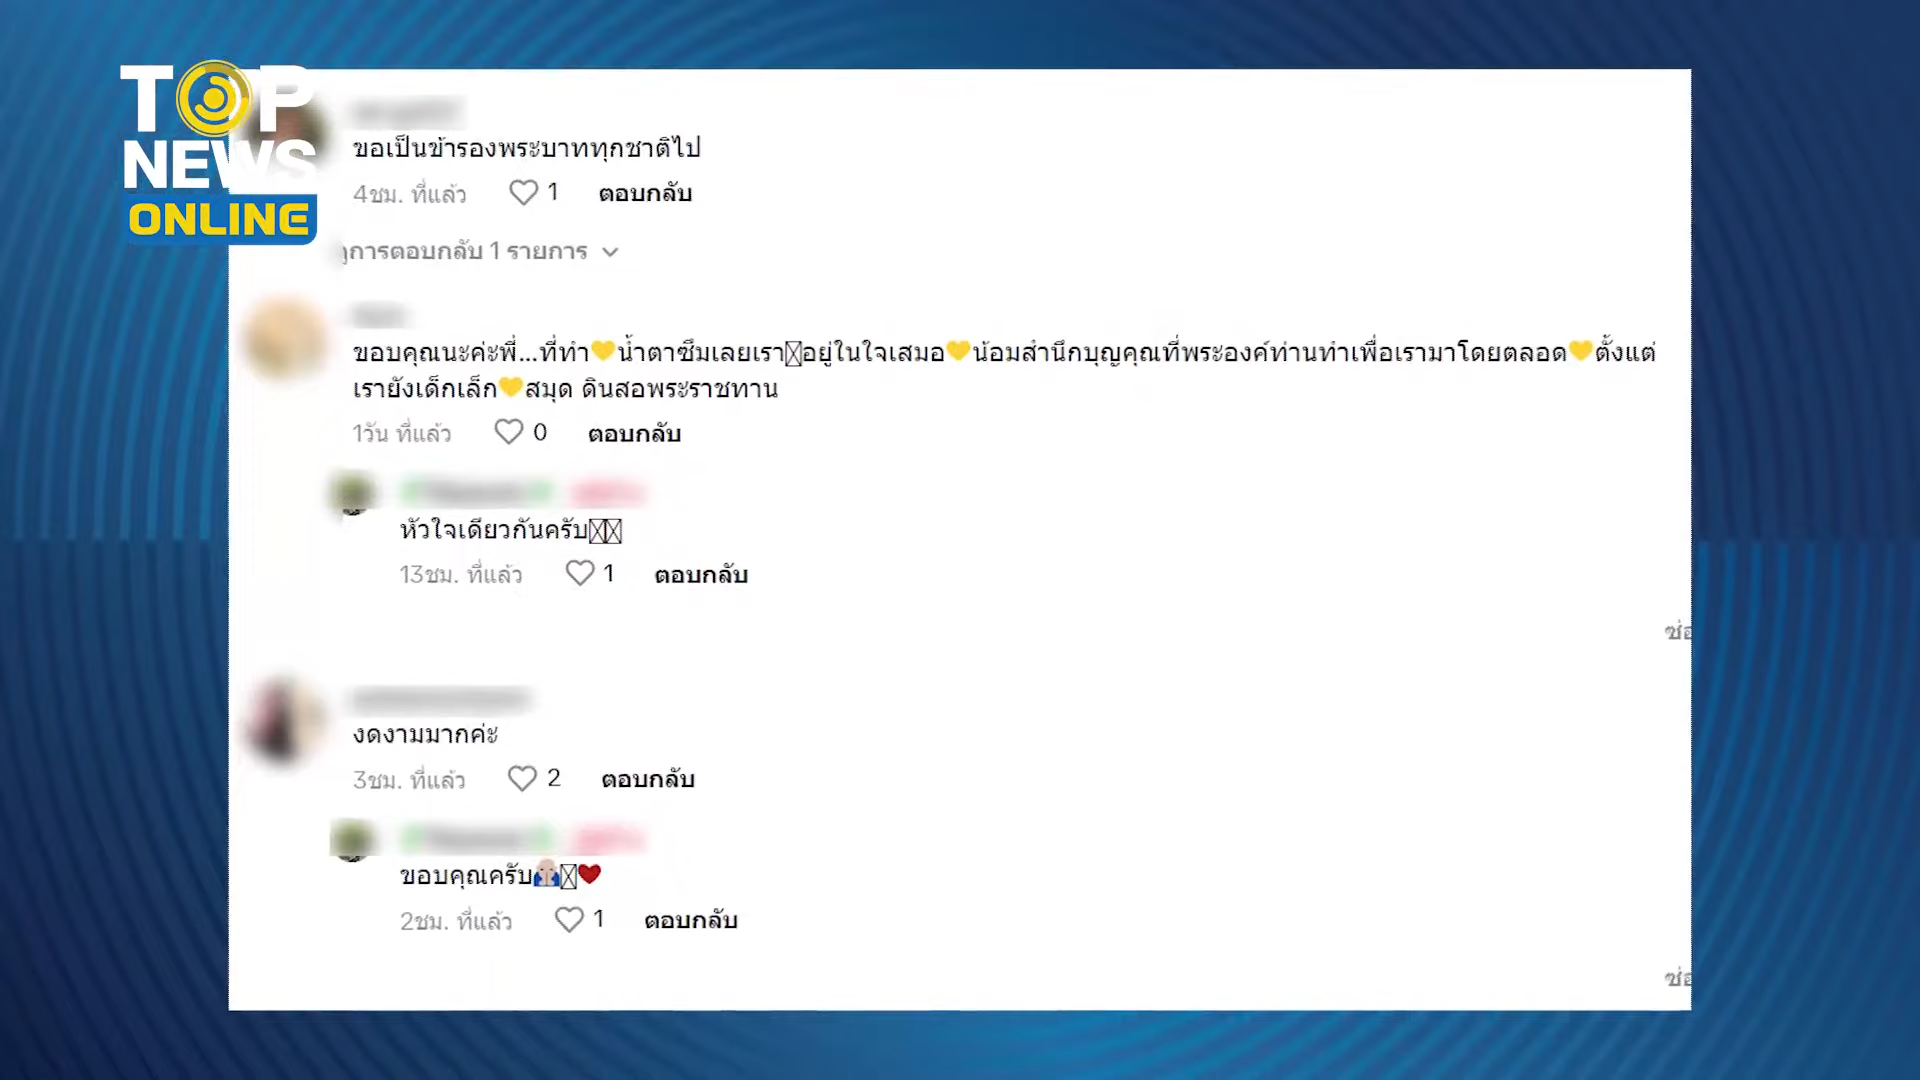 TOP
NEWS
ONLINE
ขอเป็นข้ารองพระบาททุกชาติไป
4ชม. ที่แล้ว 1 ตอบกลับ
ดูการตอบกลับ 1 รายการ
ขอบคุณนะค่ะพี่...ที่ทำ💛น้ำตาซึมเลยเราอยู่ในใจเสมอ💛น้อมสำนึกบุญคุณที่พระองค์ท่านทำเพื่อเรามาโดยตลอด💛ตั้งแต่
เรายังเด็กเล็ก💛สมุด ดินสอพระราชทาน
1วัน ที่แล้ว 0 ตอบกลับ
หัวใจเดียวกันครับ
13ชม. ที่แล้ว 1 ตอบกลับ
ซ่อ
งดงามมากค่ะ
3ชม. ที่แล้ว 2 ตอบกลับ
ขอบคุณครับ❤
2ชม. ที่แล้ว 1 ตอบกลับ
ซ่อ